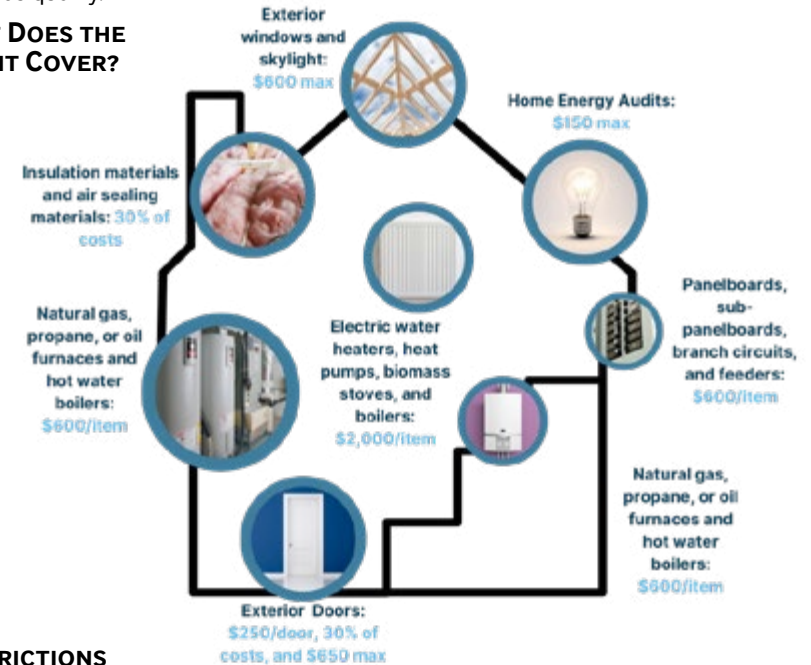 Does the
t Cover?
Exterior
windows and
skylight:
$600 max
Home Energy Audits:
$150 max
Insulation materials
and air sealing
materials: 30% of
costs
Panelboards,
sub-
panelboards,
branch circuits,
and feeders:
$600/item
Natural gas,
propane, or oil
furnaces and
hot water
boilers:
$600/item
Electric water
heaters, heat
pumps, biomass
stoves, and
boilers:
$2,000/item
Natural gas,
propane, or oil
furnaces and
hot water
boilers:
$600/item
Exterior Doors:
$250/door, 30% of
costs, and $650 max